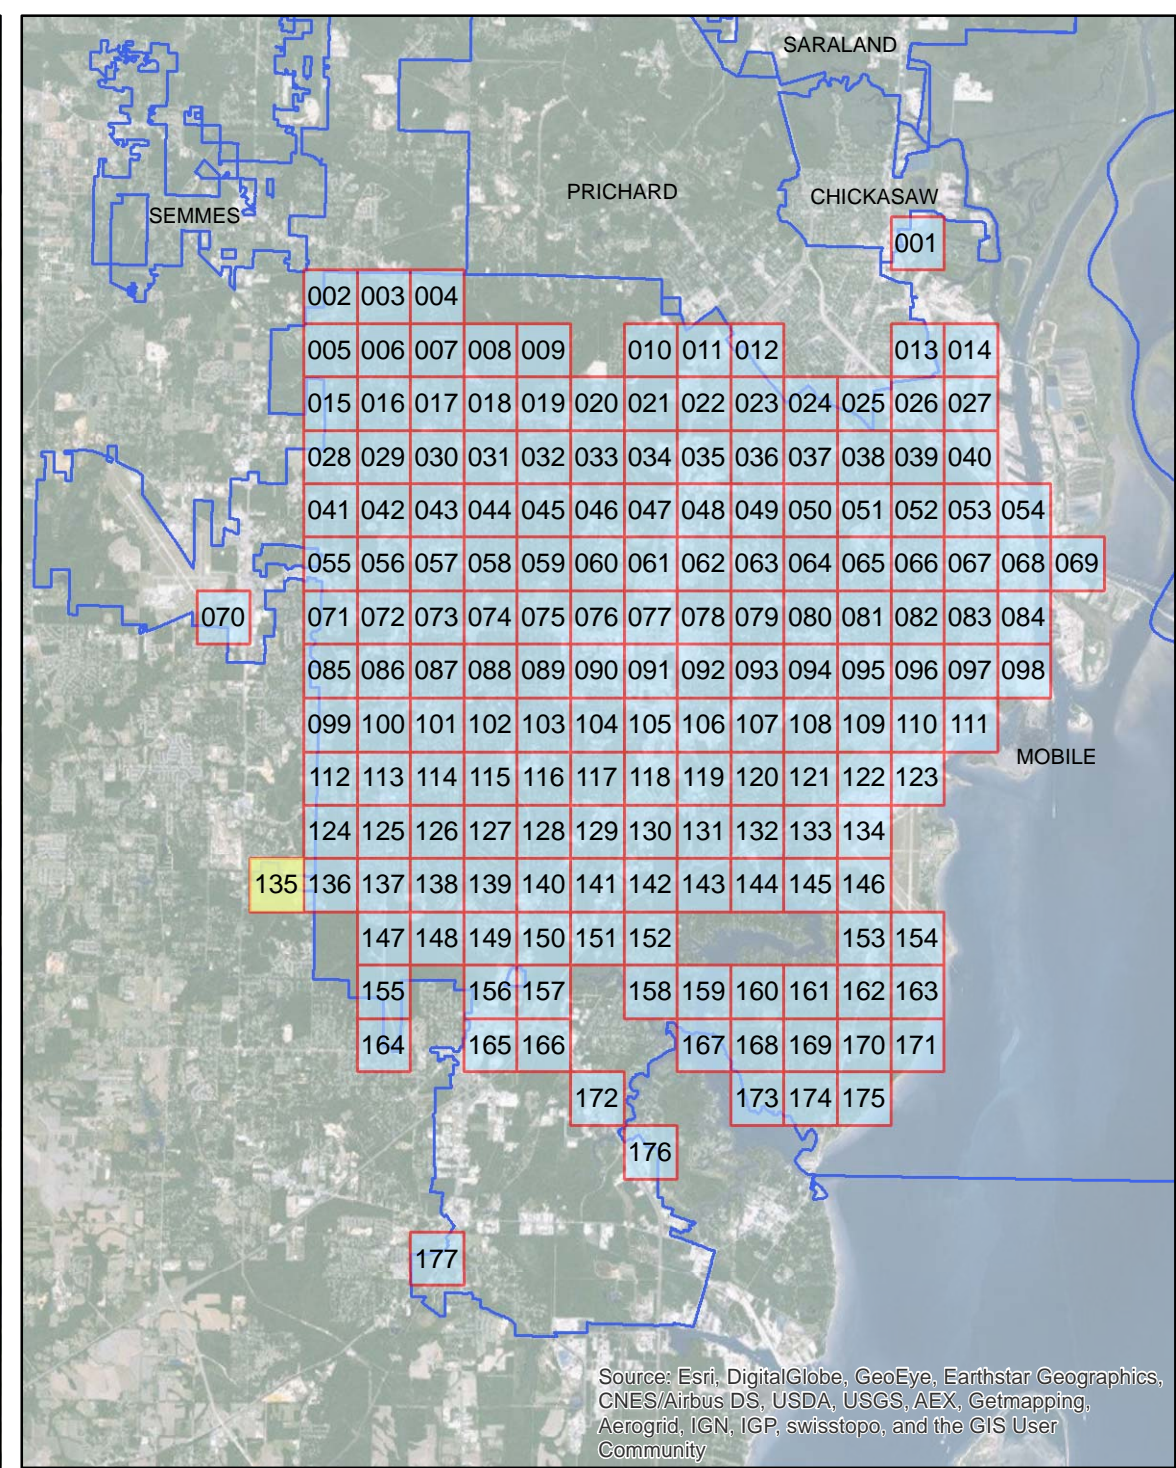 SARALAND
PRICHARD
CHICKASAW
SEMMES
001
002 003 004
005 006 007 008 009 010 011 012 013 014
015 016 017 018 019 020 021 022 023 024 025 026 027
028 029 030 031 032 033 034 035 036 037 038 039 040
041 042 043 044 045 046 047 048 049 050 051 052 053 054
055 056 057 058 059 060 061 062 063 064 065 066 067 068 069
070 071 072 073 074 075 076 077 078 079 080 081 082 083 084
085 086 087 088 089 090 091 092 093 094 095 096 097 098
099 100 101 102 103 104 105 106 107 108 109 110 111
MOBILE
112 113 114 115 116 117 118 119 120 121 122 123
124 125 126 127 128 129 130 131 132 133 134
135 136 137 138 139 140 141 142 143 144 145 146
147 148 149 150 151 152 153 154
155 156 157 158 159 160 161 162 163
164 165 166 167 168 169 170 171
172 173 174 175
176
177
Source: Esri, DigitalGlobe, GeoEye, Earthstar Geographics,
CNES/Airbus DS, USDA, USGS, AEX, Getmapping,
Aerogrid, IGN, IGP, swisstopo, and the GIS User
Community